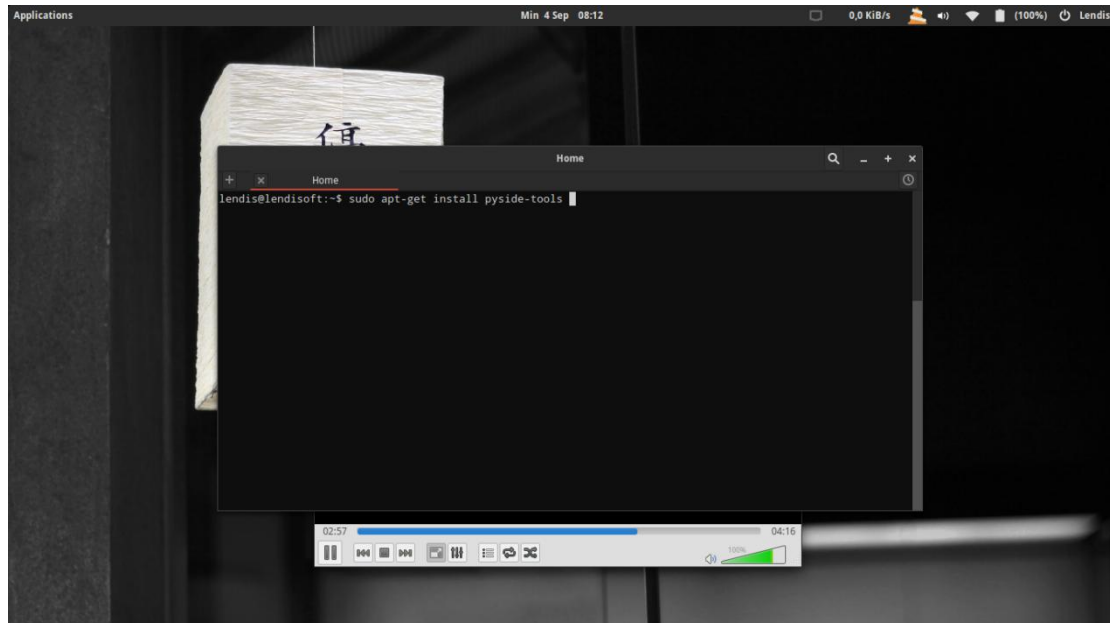 Applications
Min 4 Sep 08:12
0,0 KiB/s
(100%)
Lendis
Home
Home
lendis@lendisoft:~$ sudo apt-get install pyside-tools
02:57
04:16
100%